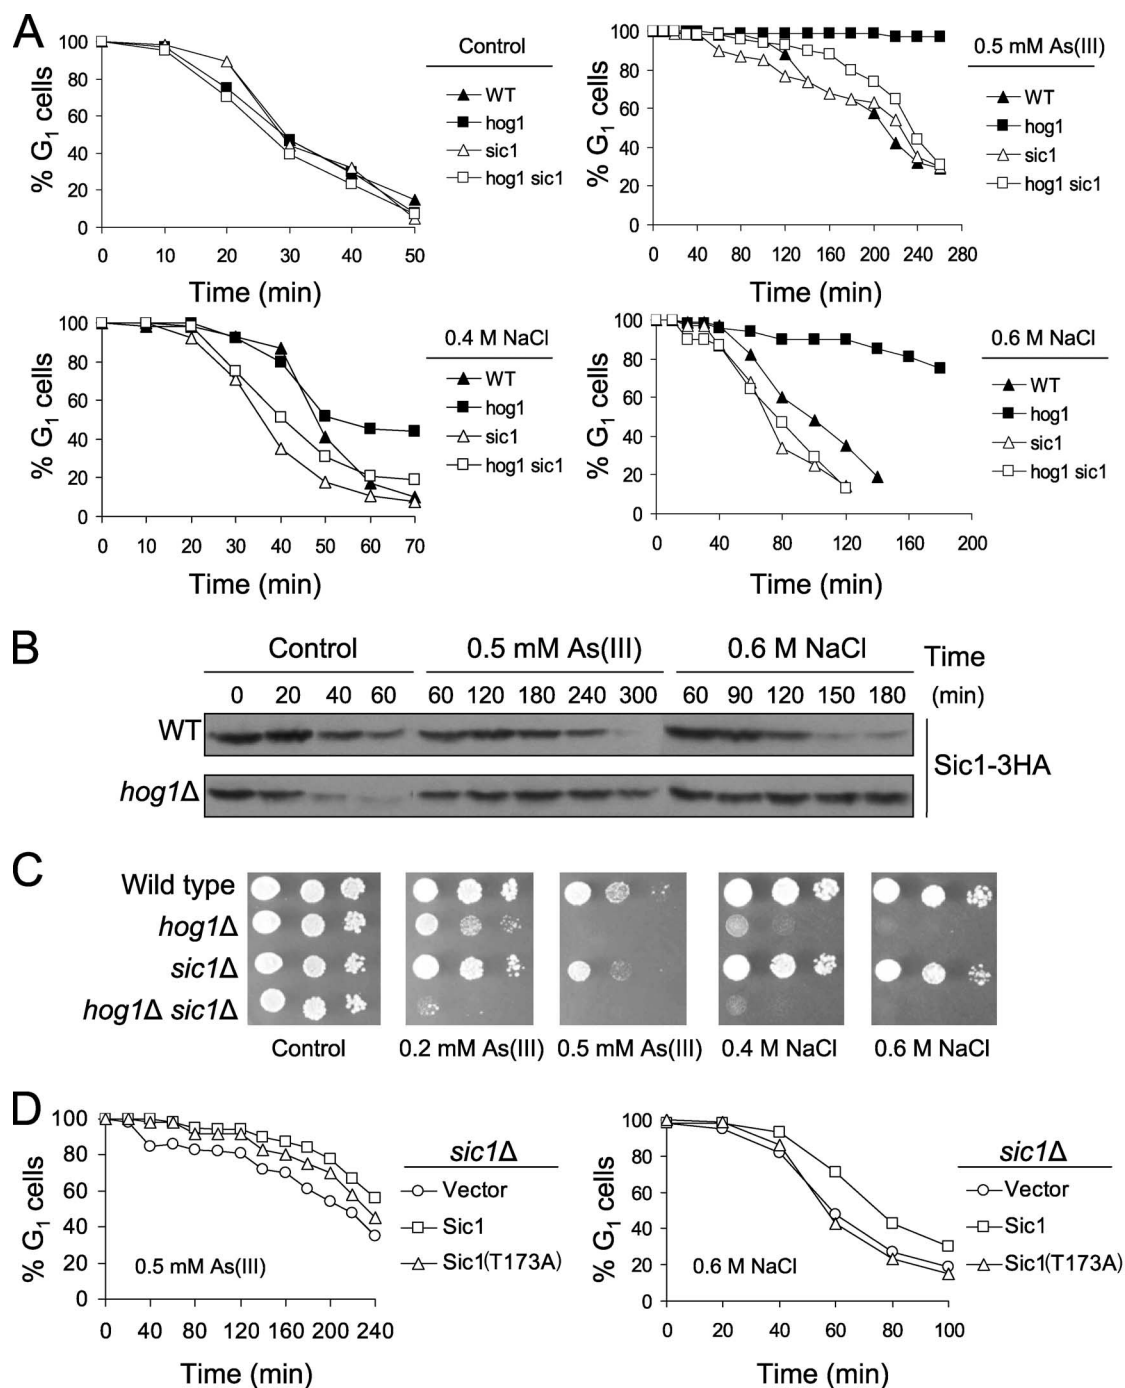 A
100
80
60
40
20
0
% G1 cells
0 10 20 30 40 50
Time (min)
Control
WT
hog1
sic1
hog1 sic1
100
80
60
40
20
0
% G1 cells
0 40 80 120 160 200 240 280
Time (min)
0.5 mM As(III)
WT
hog1
sic1
hog1 sic1
100
80
60
40
20
0
% G1 cells
0 10 20 30 40 50 60 70
Time (min)
0.4 M NaCl
WT
hog1
sic1
hog1 sic1
100
80
60
40
20
0
% G1 cells
0 40 80 120 160 200
Time (min)
0.6 M NaCl
WT
hog1
sic1
hog1 sic1
B
Control 0.5 mM As(III) 0.6 M NaCl Time
0 20 40 60 60 120 180 240 300 60 90 120 150 180 (min)
WT
hog1Δ
Sic1-3HA
C
Wild type
hog1Δ
sic1Δ
hog1Δ sic1Δ
Control 0.2 mM As(III) 0.5 mM As(III) 0.4 M NaCl 0.6 M NaCl
D
100
80
60
40
20
0
% G1 cells
0.5 mM As(III)
0 40 80 120 160 200 240
Time (min)
sic1Δ
Vector
Sic1
Sic1(T173A)
100
80
60
40
20
0
% G1 cells
0.6 M NaCl
0 20 40 60 80 100
Time (min)
sic1Δ
Vector
Sic1
Sic1(T173A)